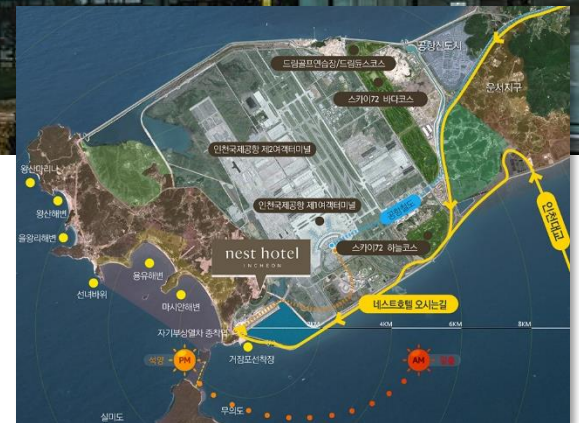 공항신도시
드림골프연습장/드림듄스코스
운서지구
스카이72 바다코스
인천국제공항 제2여객터미널
왕산마리나
왕산해변
인천국제공항 제1여객터미널
공항철도
인천대교
을왕리해변
nest hotel
INCHEON
스카이72 하늘코스
용유해변
선녀바위
마시안해변
네스트호텔 오시는길
자기부상열차 종착역
2KM
4KM
6KM
8KM
석양
PM
거잠포선착장
AM
일출
무의도
실미도